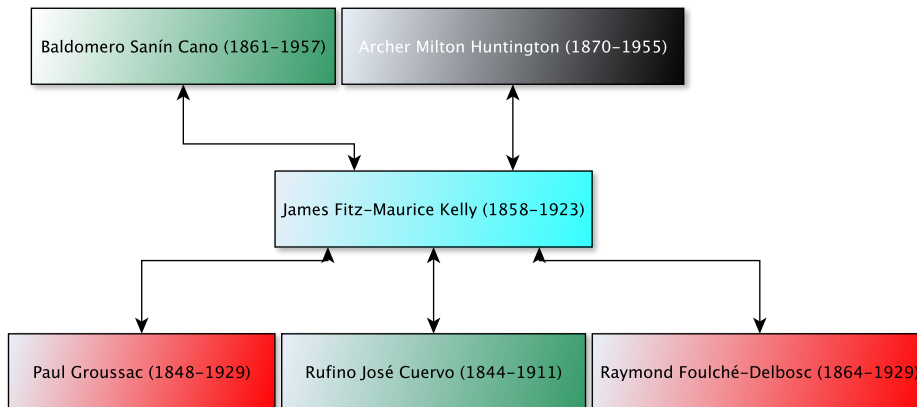 Baldomero Sanín Cano (1861-1957)
Archer Milton Huntington (1870-1955)
James Fitz-Maurice Kelly (1858-1923)
Paul Groussac (1848-1929)
Rufino José Cuervo (1844-1911)
Raymond Foulché-Delbosc (1864-1929)